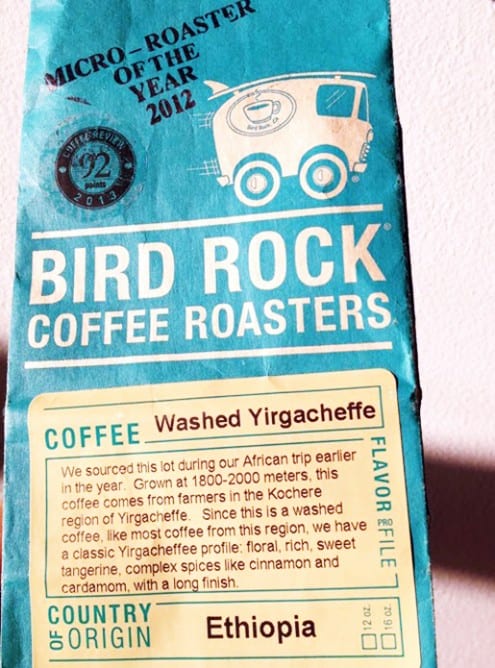 MICRO-ROASTER
OF THE
YEAR
2012
COFFEE REVIEW
92
points
2013
Bird Rock, CA
BIRD ROCK®
COFFEE ROASTERS
COFFEE Washed Yirgacheffe
We sourced this lot during our African trip earlier
in the year. Grown at 1800-2000 meters, this
coffee comes from farmers in the Kochere
region of Yirgacheffe. Since this is a washed
coffee, like most coffee from this region, we have
a classic Yirgacheffee profile: floral, rich, sweet
tangerine, complex spices like cinnamon and
cardamom, with a long finish.
FLAVOR PROFILE
COUNTRY
OF ORIGIN
Ethiopia
12 oz.
16 oz.